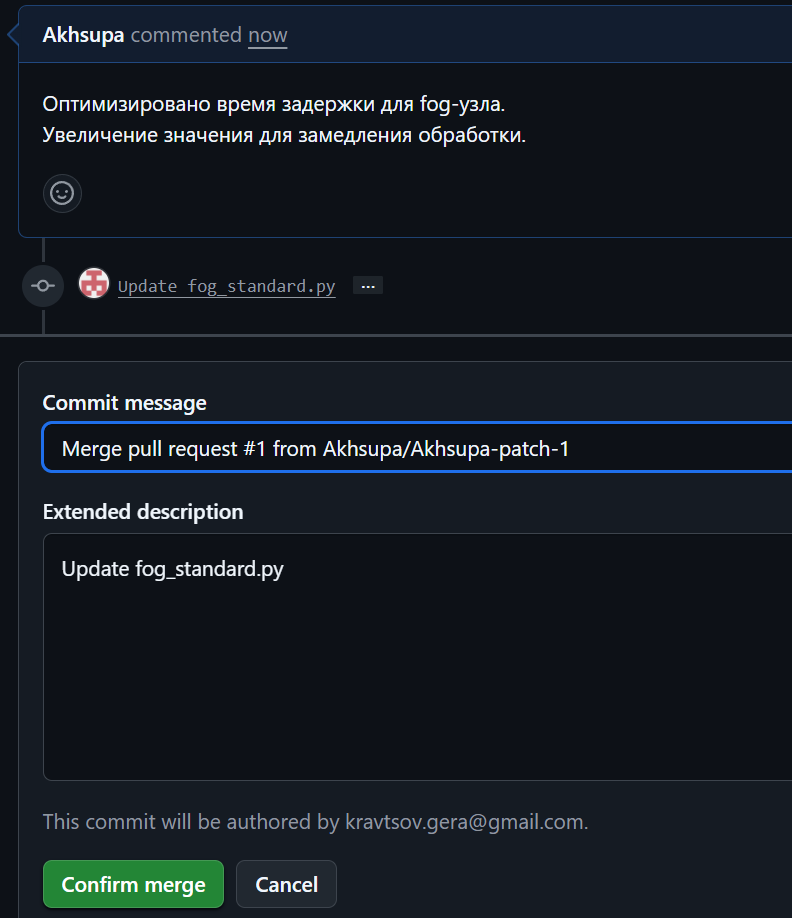 Akhsupa commented now
Оптимизировано время задержки для fog-узла.
Увеличение значения для замедления обработки.
Update fog_standard.py ...
Commit message
Merge pull request #1 from Akhsupa/Akhsupa-patch-1
Extended description
Update fog_standard.py
This commit will be authored by kravtsov.gera@gmail.com.
Confirm merge Cancel